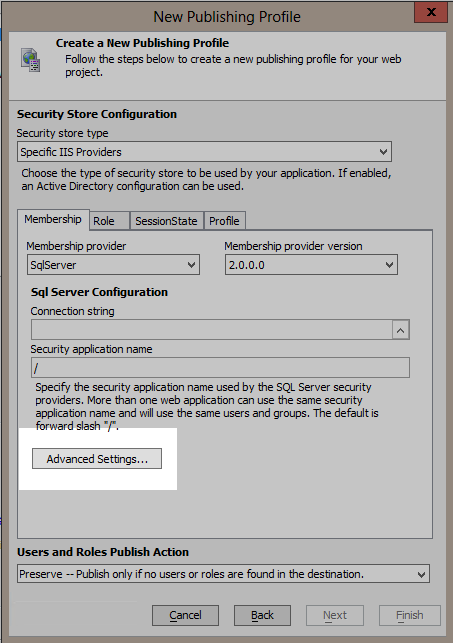 New Publishing Profile
x
Create a New Publishing Profile
Follow the steps below to create a new publishing profile for your web
project.
Security Store Configuration
Security store type
Specific IIS Providers
Choose the type of security store to be used by your application. If enabled,
an Active Directory configuration can be used.
Membership Role SessionState Profile
Membership provider Membership provider version
SqlServer 2.0.0.0
Sql Server Configuration
Connection string
Security application name
/
Specify the security application name used by the SQL Server security
providers. More than one web application can use the same security
application name and will use the same users and groups. The default is
forward slash "/".
Advanced Settings...
Users and Roles Publish Action
Preserve -- Publish only if no users or roles are found in the destination.
Cancel Back Next Finish